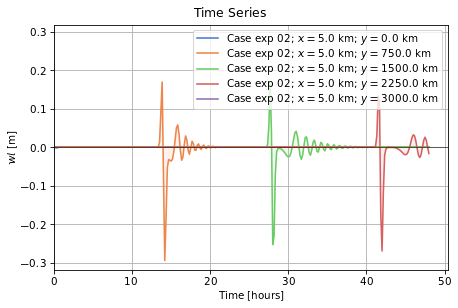 Time Series
Case exp 02; x = 5.0 km; y = 0.0 km
Case exp 02; x = 5.0 km; y = 750.0 km
Case exp 02; x = 5.0 km; y = 1500.0 km
Case exp 02; x = 5.0 km; y = 2250.0 km
Case exp 02; x = 5.0 km; y = 3000.0 km
0.3
0.2
0.1
0.0
−0.1
−0.2
−0.3
wl [m]
0 10 20 30 40 50
Time [hours]